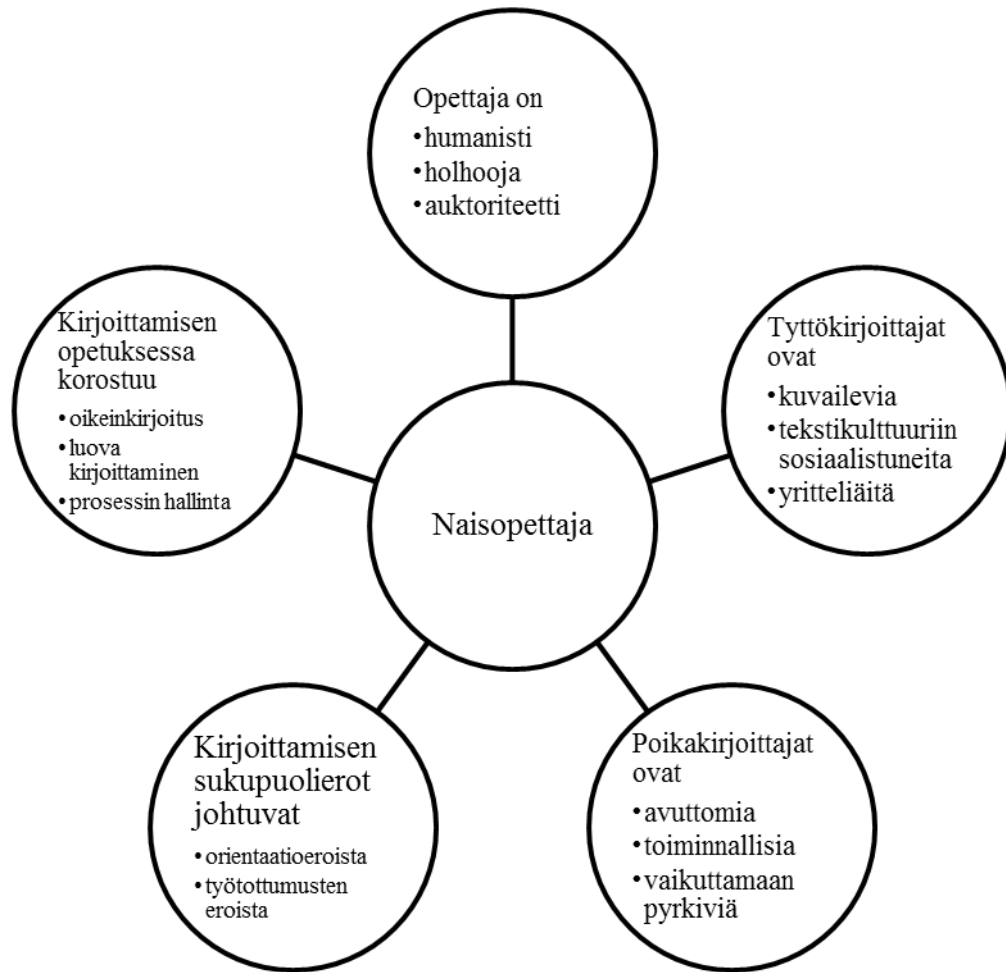 Opettaja on
•humanisti
•holhooja
•auktoriteetti
Kirjoittamisen
opetuksessa
korostuu
•oikeinkirjoitus
•luova
kirjoittaminen
•prosessin hallinta
Tyttökirjoittajat
ovat
•kuvailevia
•tekstikulttuuriin
sosiaalistuneita
•yritteliäitä
Naisopettaja
Kirjoittamisen
sukupuolierot
johtuvat
•orientaatioeroista
•työtottumusten
eroista
Poikakirjoittajat
ovat
•avuttomia
•toiminnallisia
•vaikuttamaan
pyrkiviä